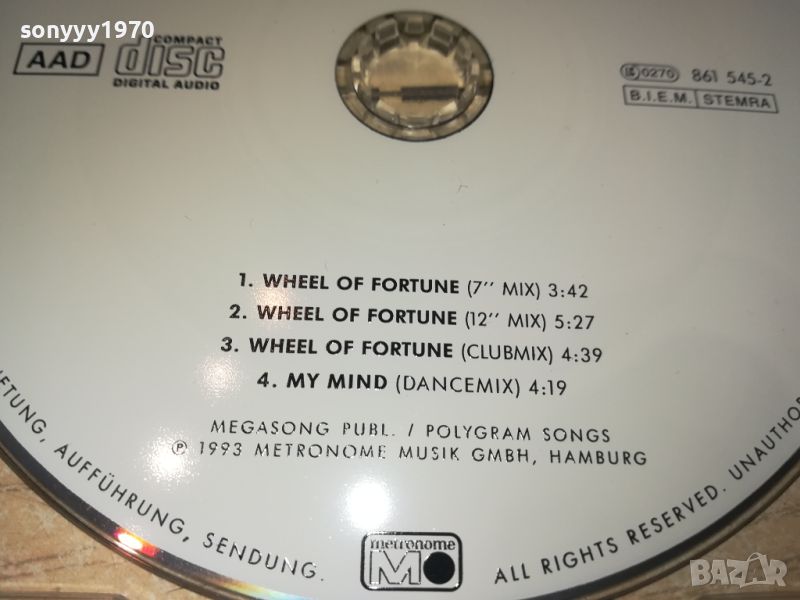 sonyyy1970
AAD
COMPACT
disc
DIGITAL AUDIO
LC 0270 861 545-2
B.I.E.M. STEMRA
1. WHEEL OF FORTUNE (7'' MIX) 3:42
2. WHEEL OF FORTUNE (12'' MIX) 5:27
3. WHEEL OF FORTUNE (CLUBMIX) 4:39
4. MY MIND (DANCEMIX) 4:19
MEGASONG PUBL. / POLYGRAM SONGS
℗ 1993 METRONOME MUSIK GMBH, HAMBURG
AUFFÜHRUNG, SENDUNG.
metronome
ALL RIGHTS RESERVED.
BAZAR